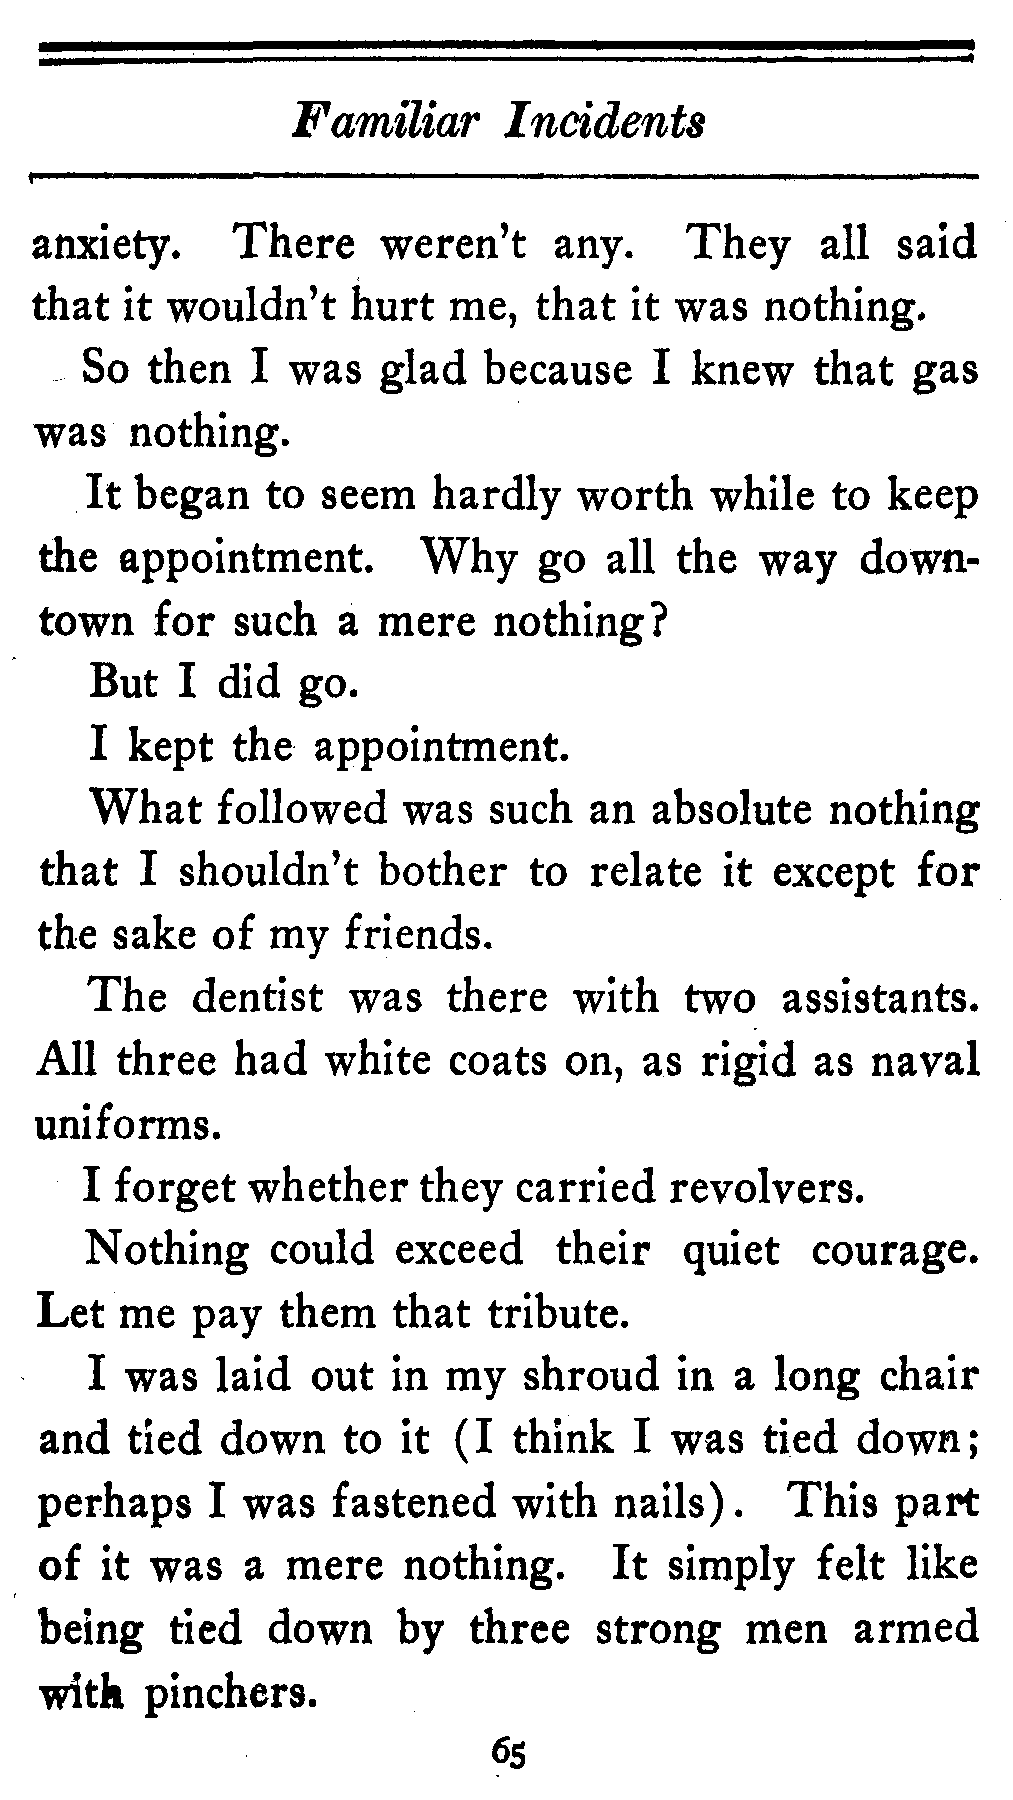 Familiar Incidents
anxiety. There weren't any. They all said
that it wouldn't hurt me, that it was nothing.
So then I was glad because I knew that gas
was nothing.
It began to seem hardly worth while to keep
the appointment. Why go all the way down-
town for such a mere nothing?
But I did go.
I kept the appointment.
What followed was such an absolute nothing
that I shouldn't bother to relate it except for
the sake of my friends.
The dentist was there with two assistants.
All three had white coats on, as rigid as naval
uniforms.
I forget whether they carried revolvers.
Nothing could exceed their quiet courage.
Let me pay them that tribute.
I was laid out in my shroud in a long chair
and tied down to it (I think I was tied down;
perhaps I was fastened with nails). This part
of it was a mere nothing. It simply felt like
being tied down by three strong men armed
with pinchers.
65